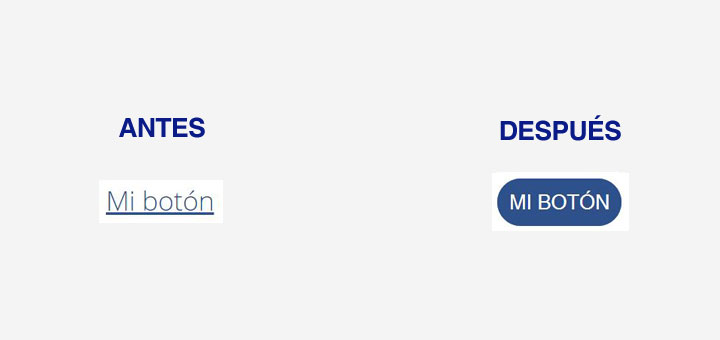 ANTES
DESPUÉS
Mi botón
MI BOTÓN